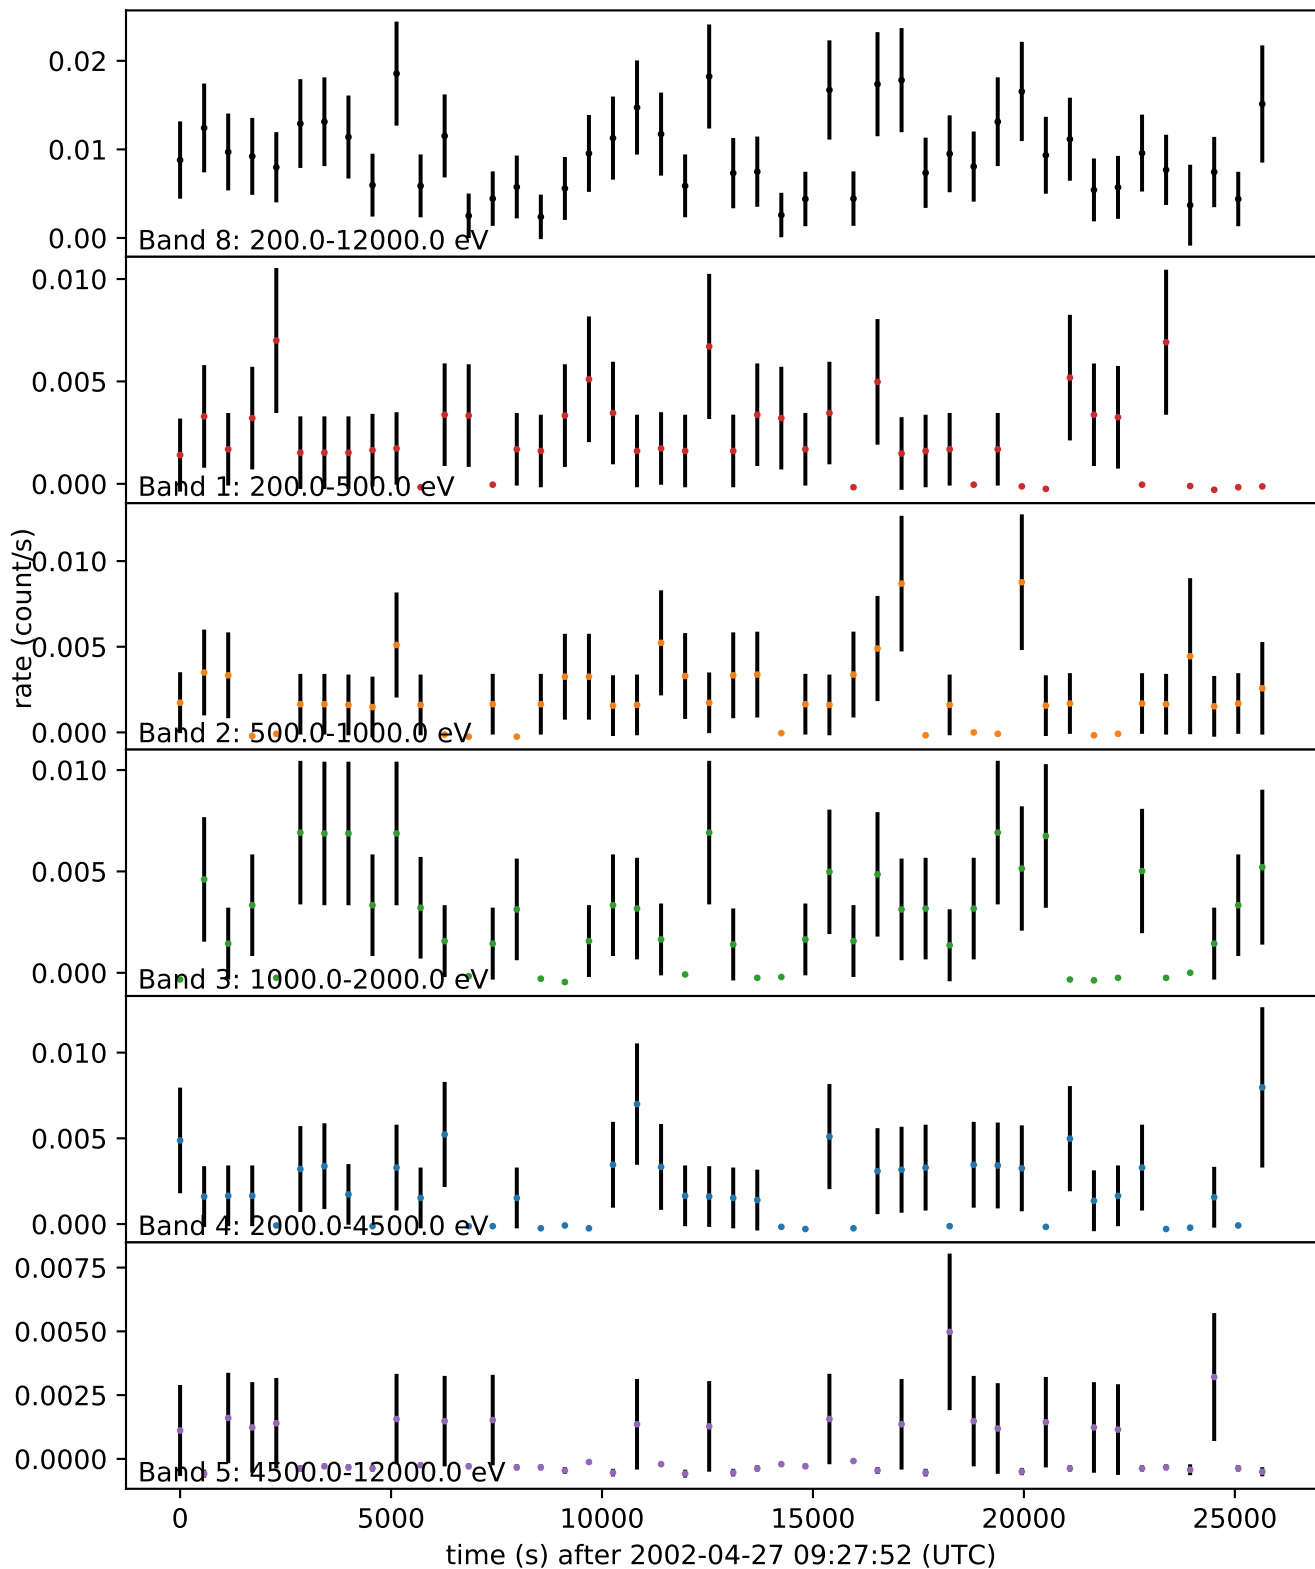 0.02
0.01
0.00
Band 8: 200.0-12000.0 eV
0.010
0.005
0.000
Band 1: 200.0-500.0 eV
rate (count/s)
0.010
0.005
0.000
Band 2: 500.0-1000.0 eV
0.010
0.005
0.000
Band 3: 1000.0-2000.0 eV
0.010
0.005
0.000
Band 4: 2000.0-4500.0 eV
0.0075
0.0050
0.0025
0.0000
Band 5: 4500.0-12000.0 eV
0 5000 10000 15000 20000 25000
time (s) after 2002-04-27 09:27:52 (UTC)